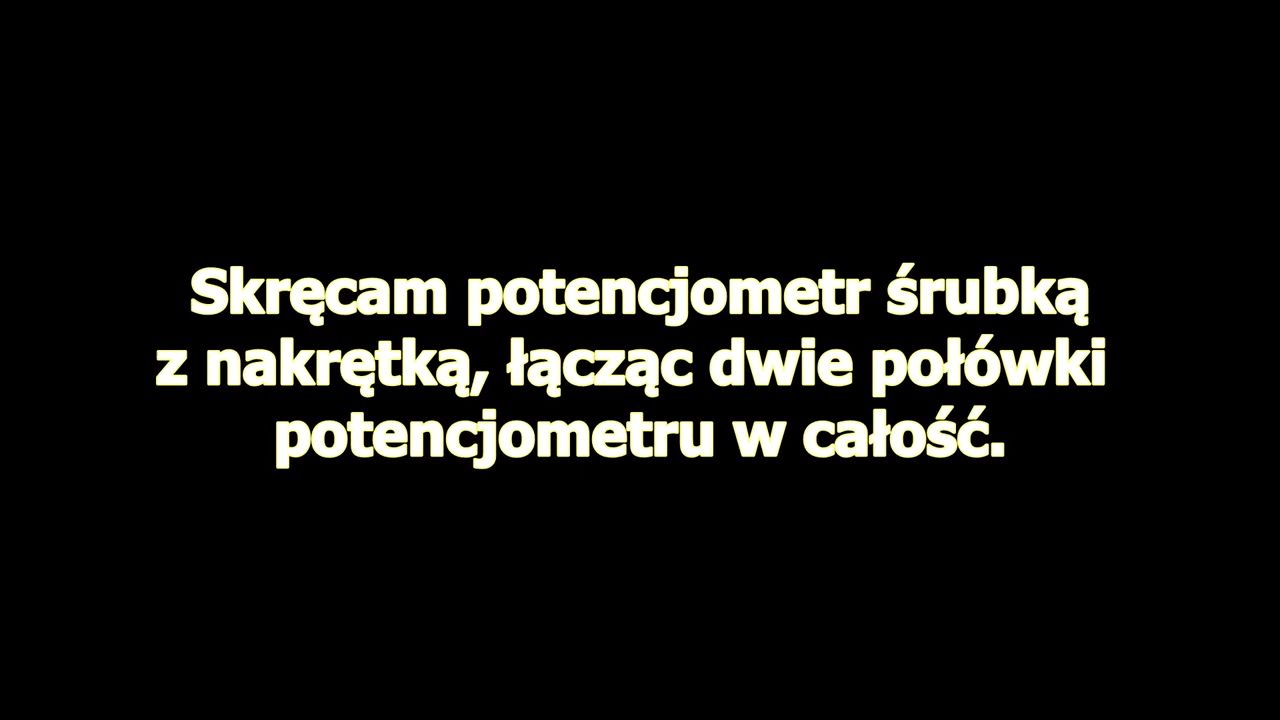 Skręcam potencjometr śrubką
z nakrętką, łącząc dwie połówki
potencjometru w całość.